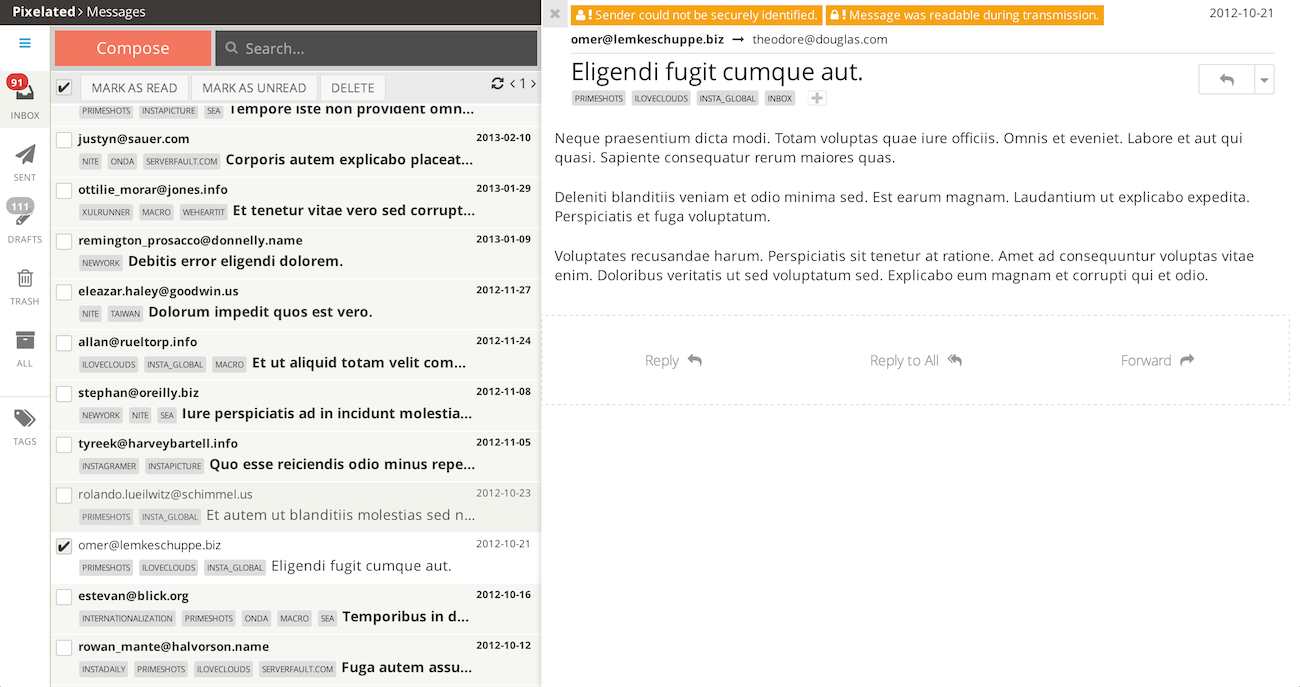 Pixelated > Messages
Compose
Search...
MARK AS READ MARK AS UNREAD DELETE
< 1 >
91
INBOX
SENT
111
DRAFTS
TRASH
ALL
TAGS
PRIMESHOTS INSTAPICTURE SEA Tempore iste non provident omn...
justyn@sauer.com 2013-02-10
NITE ONDA SERVERFAULT.COM Corporis autem explicabo placeat...
ottilie_morar@jones.info 2013-01-29
XULRUNNER MACRO WEHEARTIT Et tenetur vitae vero sed corrupt...
remington_prosacco@donnelly.name 2013-01-09
NEWYORK Debitis error eligendi dolorem.
eleazar.haley@goodwin.us 2012-11-27
NITE TAIWAN Dolorum impedit quos est vero.
allan@rueltorp.info 2012-11-24
ILOVECLOUDS INSTA_GLOBAL MACRO Et ut aliquid totam velit com...
stephan@oreilly.biz 2012-11-08
NEWYORK NITE SEA Iure perspiciatis ad in incidunt molestia...
tyreek@harveybartell.info 2012-11-05
INSTAGRAMER INSTAPICTURE Quo esse reiciendis odio minus repe...
rolando.lueilwitz@schimmel.us 2012-10-23
PRIMESHOTS INSTA_GLOBAL Et autem ut blanditiis molestias sed n...
omer@lemkeschuppe.biz 2012-10-21
PRIMESHOTS ILOVECLOUDS INSTA_GLOBAL Eligendi fugit cumque aut.
estevan@blick.org 2012-10-16
INTERNATIONALIZATION PRIMESHOTS ONDA MACRO SEA Temporibus in d...
rowan_mante@halvorson.name 2012-10-12
INSTADAILY PRIMESHOTS ILOVECLOUDS SERVERFAULT.COM Fuga autem assu...
! Sender could not be securely identified. ! Message was readable during transmission. 2012-10-21
omer@lemkeschuppe.biz → theodore@douglas.com
Eligendi fugit cumque aut.
PRIMESHOTS ILOVECLOUDS INSTA_GLOBAL INBOX
Neque praesentium dicta modi. Totam voluptas quae iure officiis. Omnis et eveniet. Labore et aut qui
quasi. Sapiente consequatur rerum maiores quas.
Deleniti blanditiis veniam et odio minima sed. Est earum magnam. Laudantium ut explicabo expedita.
Perspiciatis et fuga voluptatum.
Voluptates recusandae harum. Perspiciatis sit tenetur at ratione. Amet ad consequuntur voluptas vitae
enim. Doloribus veritatis ut sed voluptatum sed. Explicabo eum magnam et corrupti qui et odio.
Reply Reply to All Forward